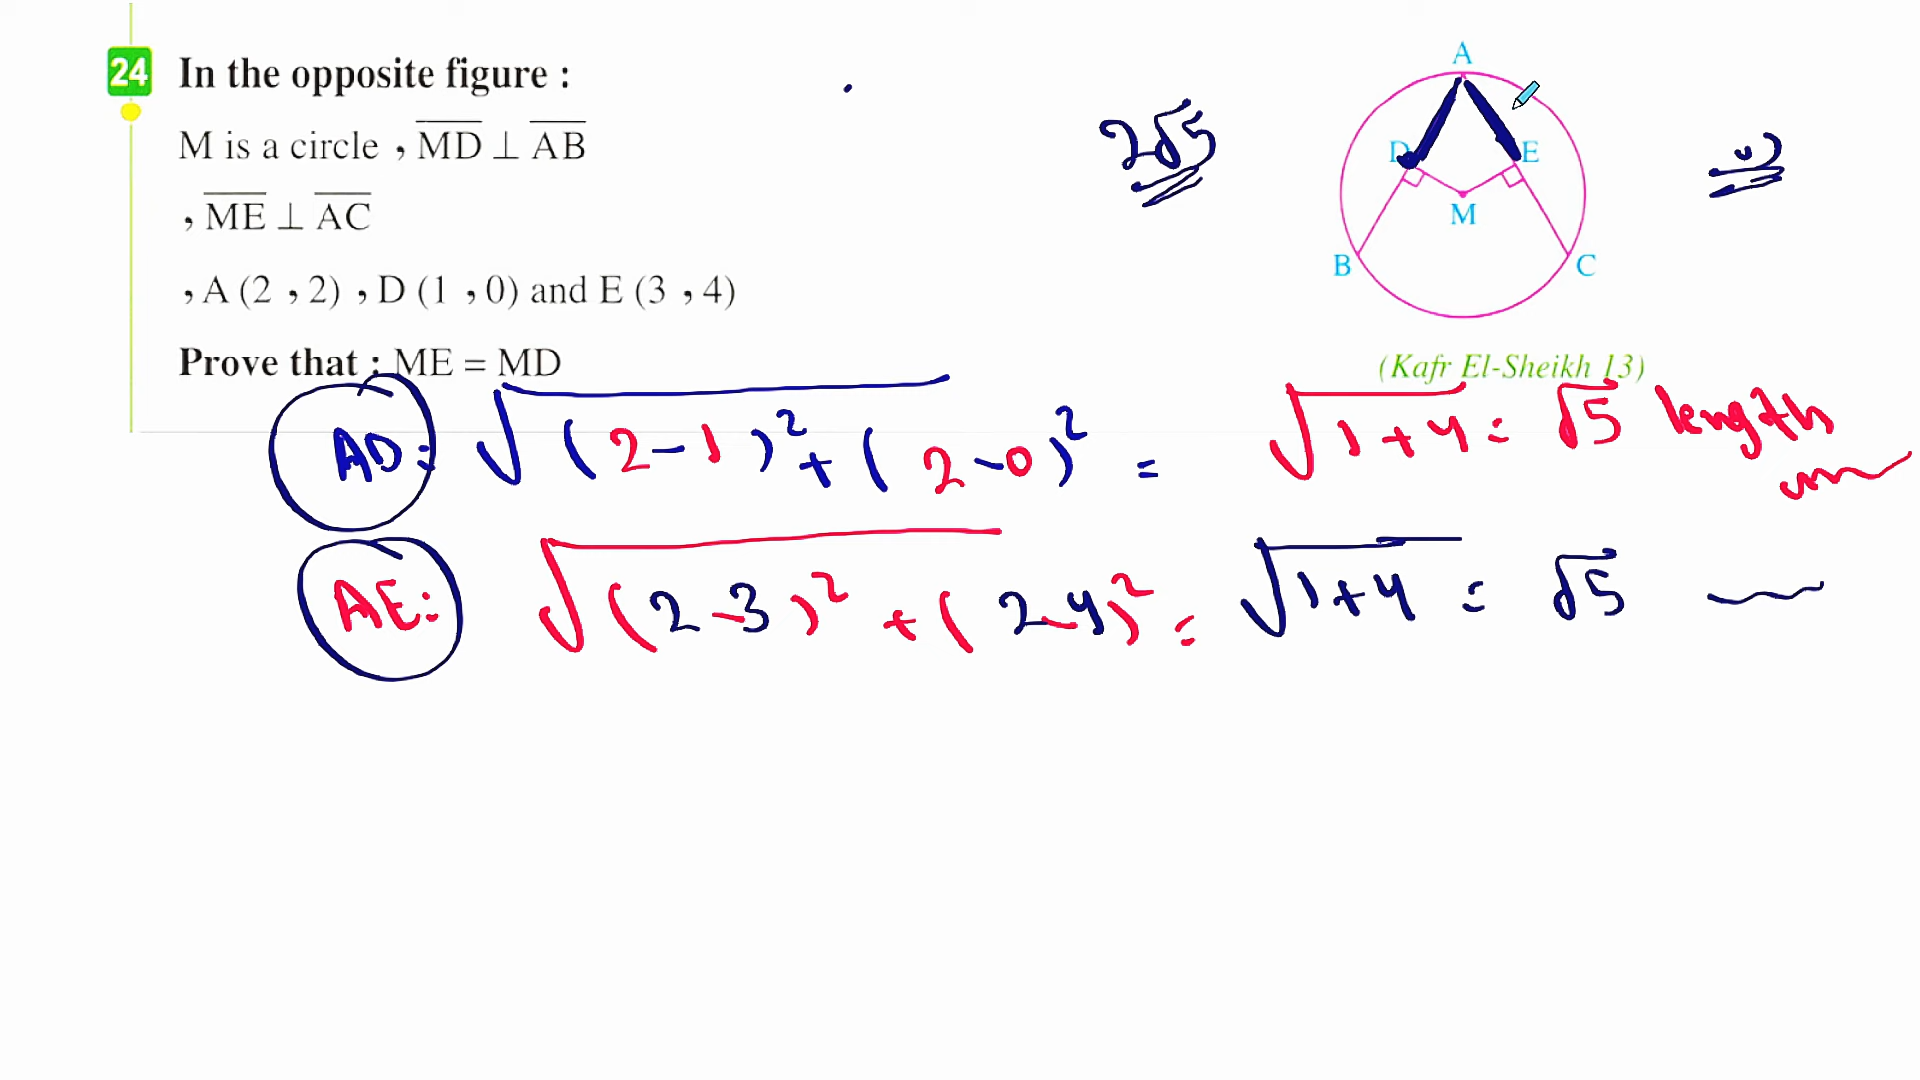 24 In the opposite figure :
M is a circle , MD ⊥ AB
, ME ⊥ AC
, A (2 , 2) , D (1 , 0) and E (3 , 4)
Prove that : ME = MD
2√5
A
D
E
M
B
C
(Kafr El-Sheikh 13)
AD = √((2-1)² + (2-0)²) = √(1+4) = √5 length
AE = √((2-3)² + (2-4)²) = √(1+4) = √5